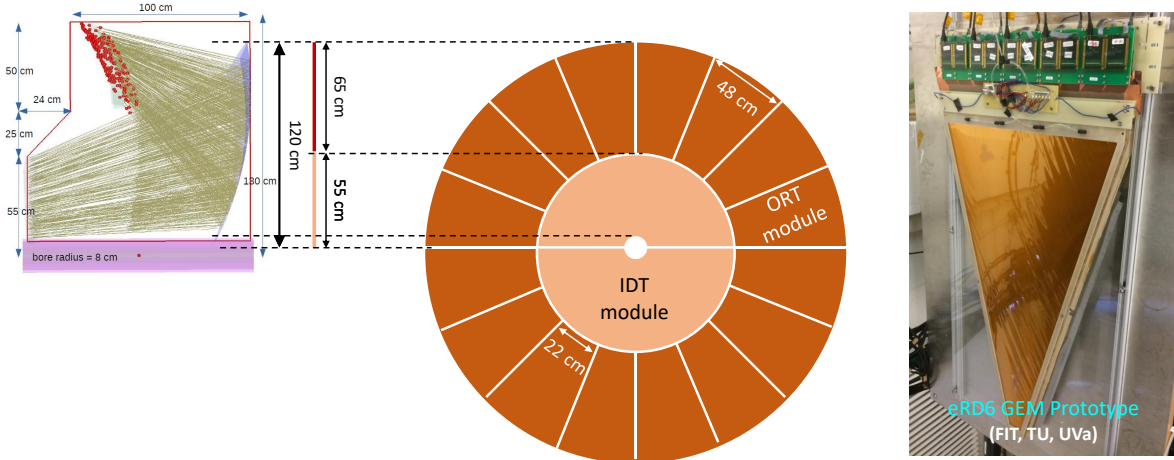 100 cm
50 cm
24 cm
25 cm
55 cm
180 cm
bore radius = 8 cm
120 cm
65 cm
55 cm
48 cm
ORT
module
IDT
module
22 cm
eRD6 GEM Prototype
(FIT, TU, UVa)